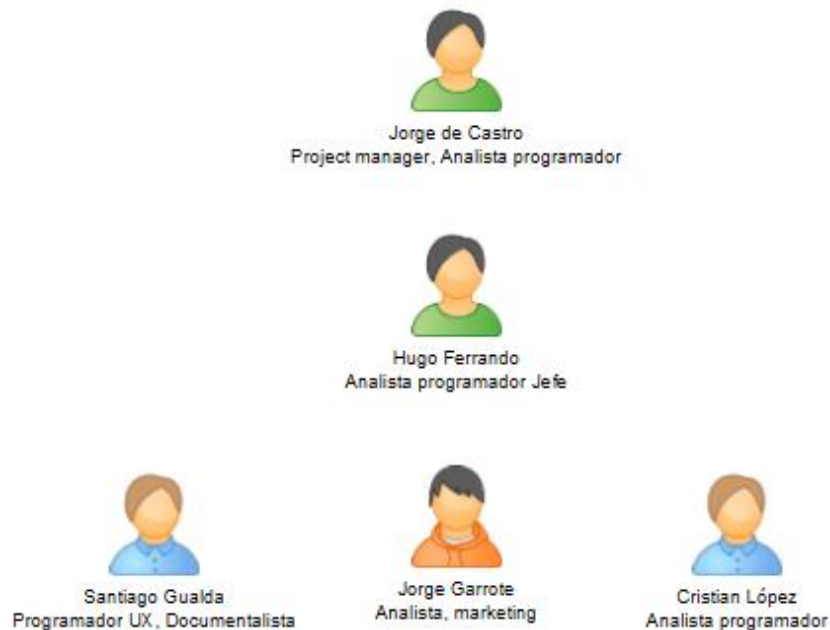 Jorge de Castro
Project manager, Analista programador
Hugo Ferrando
Analista programador Jefe
Santiago Gualda
Programador UX, Documentalista
Jorge Garrote
Analista, marketing
Cristian López
Analista programador